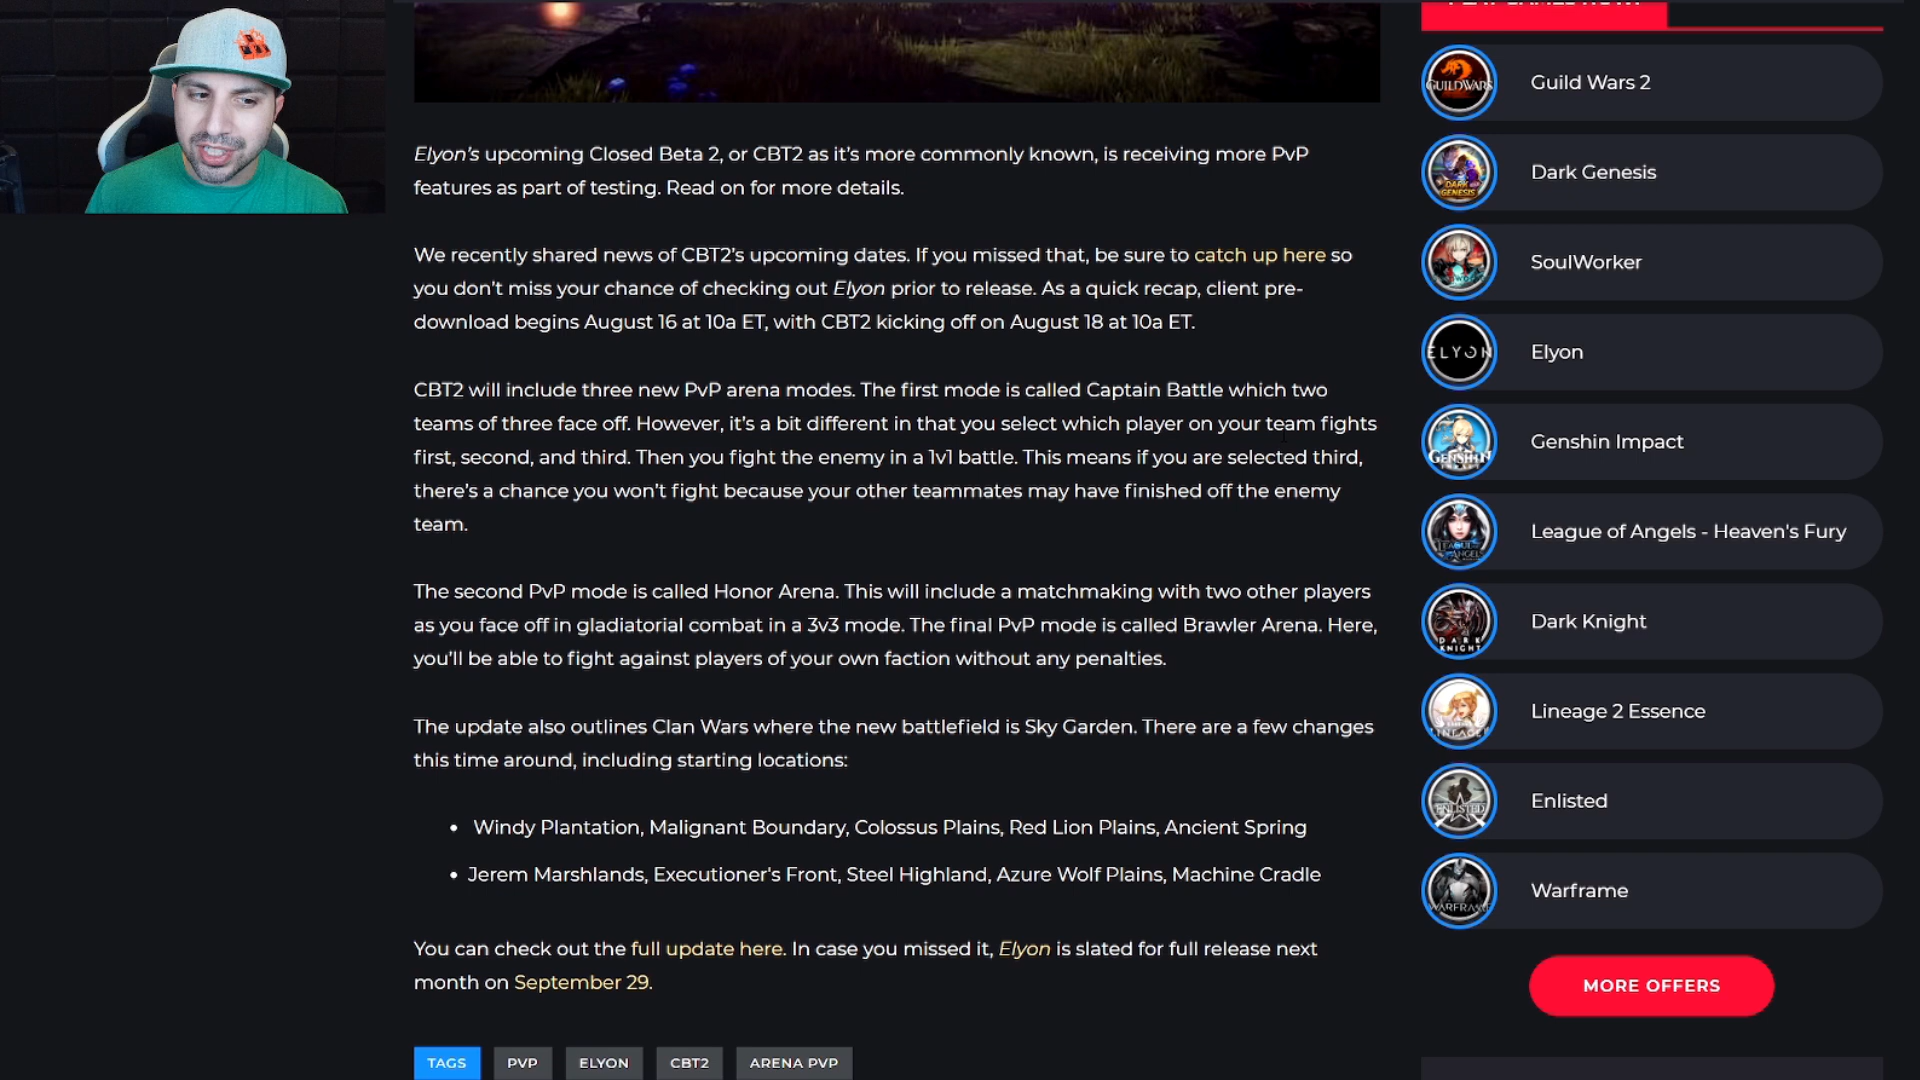 Elyon's upcoming Closed Beta 2, or CBT2 as it's more commonly known, is receiving more PvP
features as part of testing. Read on for more details.
We recently shared news of CBT2's upcoming dates. If you missed that, be sure to catch up here so
you don't miss your chance of checking out Elyon prior to release. As a quick recap, client pre-
download begins August 16 at 10a ET, with CBT2 kicking off on August 18 at 10a ET.
CBT2 will include three new PvP arena modes. The first mode is called Captain Battle which two
teams of three face off. However, it's a bit different in that you select which player on your team fights
first, second, and third. Then you fight the enemy in a 1v1 battle. This means if you are selected third,
there's a chance you won't fight because your other teammates may have finished off the enemy
team.
The second PvP mode is called Honor Arena. This will include a matchmaking with two other players
as you face off in gladiatorial combat in a 3v3 mode. The final PvP mode is called Brawler Arena. Here,
you'll be able to fight against players of your own faction without any penalties.
The update also outlines Clan Wars where the new battlefield is Sky Garden. There are a few changes
this time around, including starting locations:
• Windy Plantation, Malignant Boundary, Colossus Plains, Red Lion Plains, Ancient Spring
• Jerem Marshlands, Executioner's Front, Steel Highland, Azure Wolf Plains, Machine Cradle
You can check out the full update here. In case you missed it, Elyon is slated for full release next
month on September 29.
TAGS PVP ELYON CBT2 ARENA PVP
GUILDWARS Guild Wars 2
DARK GENESIS Dark Genesis
SoulWorker
ELYON Elyon
GENSHIN Genshin Impact
League of Angels - Heaven's Fury
DARK KNIGHT Dark Knight
Lineage 2 Essence
ENLISTED Enlisted
WARFRAME Warframe
MORE OFFERS